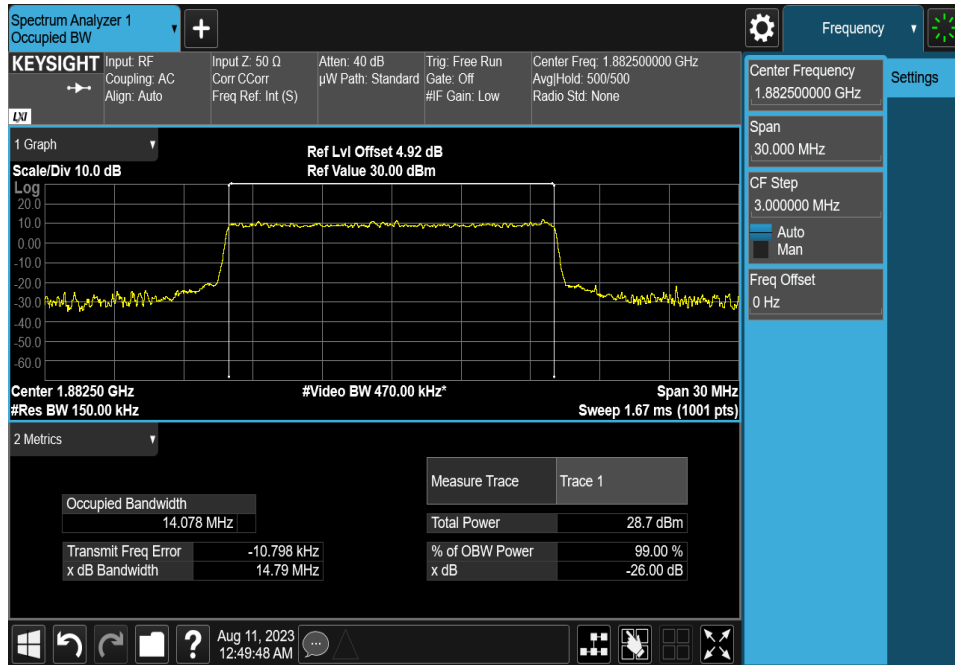 Spectrum Analyzer 1
Occupied BW
+
Frequency
KEYSIGHT
LXI
Input: RF
Coupling: AC
Align: Auto
Input Z: 50 Ω
Corr CCorr
Freq Ref: Int (S)
Atten: 40 dB
µW Path: Standard
Trig: Free Run
Gate: Off
#IF Gain: Low
Center Freq: 1.882500000 GHz
Avg|Hold: 500/500
Radio Std: None
Center Frequency
1.882500000 GHz
Settings
Span
30.000 MHz
CF Step
3.000000 MHz
Auto
Man
Freq Offset
0 Hz
1 Graph
Scale/Div 10.0 dB
Ref Lvl Offset 4.92 dB
Ref Value 30.00 dBm
Log
20.0
10.0
0.00
-10.0
-20.0
-30.0
-40.0
-50.0
-60.0
Center 1.88250 GHz
#Video BW 470.00 kHz*
Span 30 MHz
#Res BW 150.00 kHz
Sweep 1.67 ms (1001 pts)
2 Metrics
Measure Trace Trace 1
Occupied Bandwidth
14.078 MHz
Total Power 28.7 dBm
Transmit Freq Error -10.798 kHz
% of OBW Power 99.00 %
x dB Bandwidth 14.79 MHz
x dB -26.00 dB
?
Aug 11, 2023
12:49:48 AM